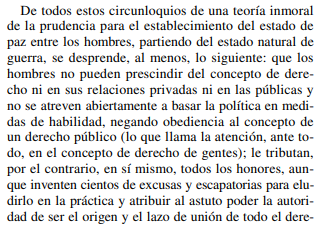 De todos estos circunloquios de una teoría inmoral
de la prudencia para el establecimiento del estado de
paz entre los hombres, partiendo del estado natural de
guerra, se desprende, al menos, lo siguiente: que los
hombres no pueden prescindir del concepto de dere-
cho ni en sus relaciones privadas ni en las públicas y
no se atreven abiertamente a basar la política en medi-
das de habilidad, negando obediencia al concepto de
un derecho público (lo que llama la atención, ante to-
do, en el concepto de derecho de gentes); le tributan,
por el contrario, en sí mismo, todos los honores, aun-
que inventen cientos de excusas y escapatorias para elu-
dirlo en la práctica y atribuir al astuto poder la autori-
dad de ser el origen y el lazo de unión de todo el dere-